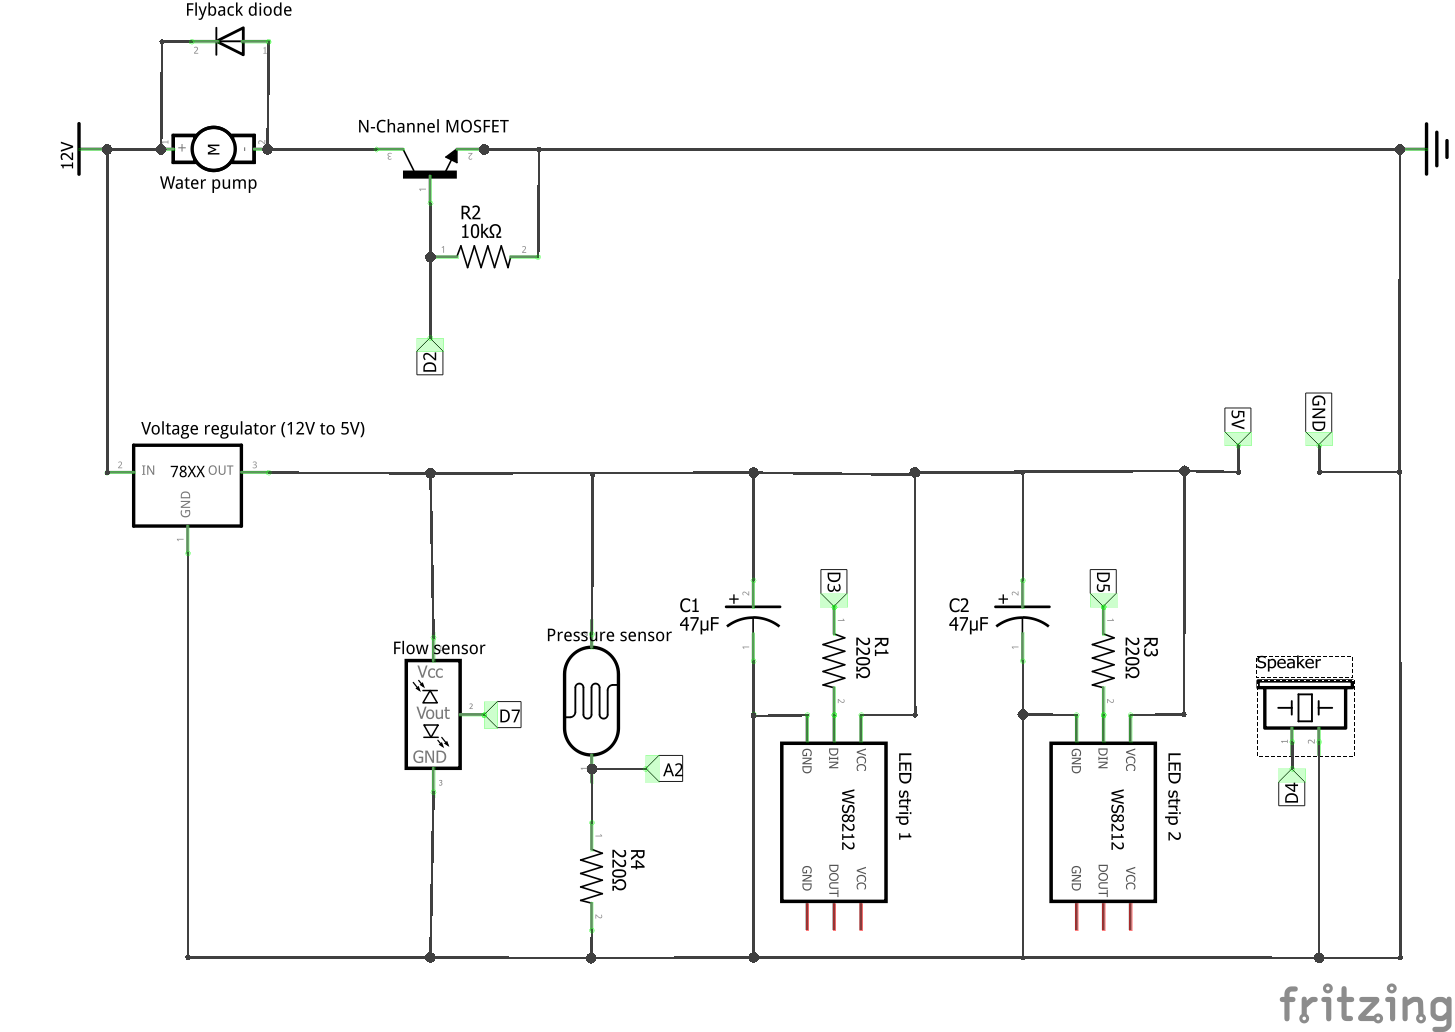 Flyback diode
2
1
12V
1
+
M
-
2
Water pump
N-Channel MOSFET
3
2
1
R2
10kΩ
1
2
D2
Voltage regulator (12V to 5V)
2
IN
78XX
OUT
3
GND
1
5V
GND
Flow sensor
Vcc
Vout
GND
2
D7
3
Pressure sensor
1
A2
R4
220Ω
1
2
C1
47µF
+
2
1
D3
1
R1
220Ω
2
GND
DIN
VCC
WS8212
GND
DOUT
VCC
LED strip 1
C2
47µF
+
2
1
D5
1
R3
220Ω
2
GND
DIN
VCC
WS8212
GND
DOUT
VCC
LED strip 2
Speaker
1
2
D4
fritzing